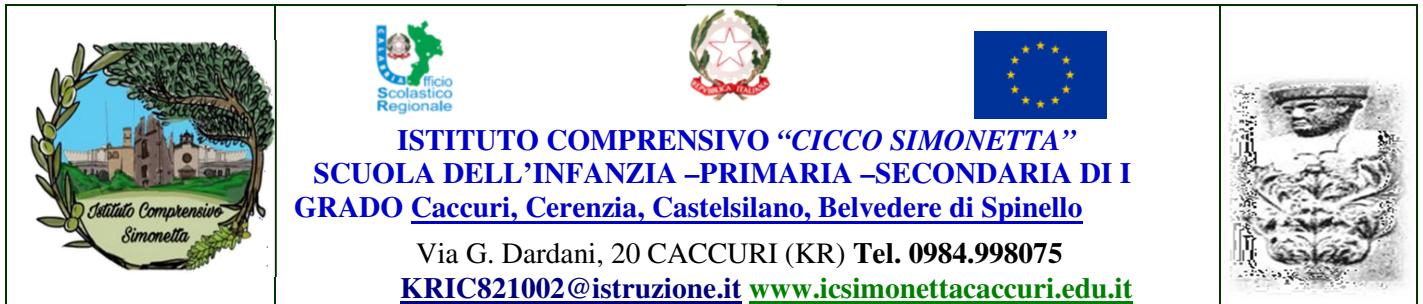 Istituto Comprensivo
Simonetta
CALABRIA
Ufficio
Scolastico
Regionale
REPVBBLICA ITALIANA
ISTITUTO COMPRENSIVO “CICCO SIMONETTA”
SCUOLA DELL’INFANZIA –PRIMARIA –SECONDARIA DI I
GRADO Caccuri, Cerenzia, Castelsilano, Belvedere di Spinello
Via G. Dardani, 20 CACCURI (KR) Tel. 0984.998075
KRIC821002@istruzione.it www.icsimonettacaccuri.edu.it